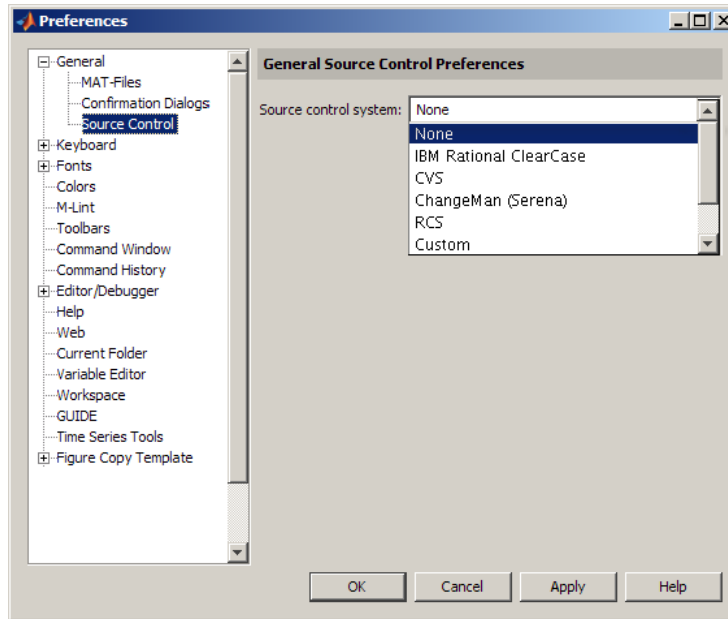 Preferences
General
MAT-Files
Confirmation Dialogs
Source Control
Keyboard
Fonts
Colors
M-Lint
Toolbars
Command Window
Command History
Editor/Debugger
Help
Web
Current Folder
Variable Editor
Workspace
GUIDE
Time Series Tools
Figure Copy Template
General Source Control Preferences
Source control system: None
None
IBM Rational ClearCase
CVS
ChangeMan (Serena)
RCS
Custom
OK Cancel Apply Help